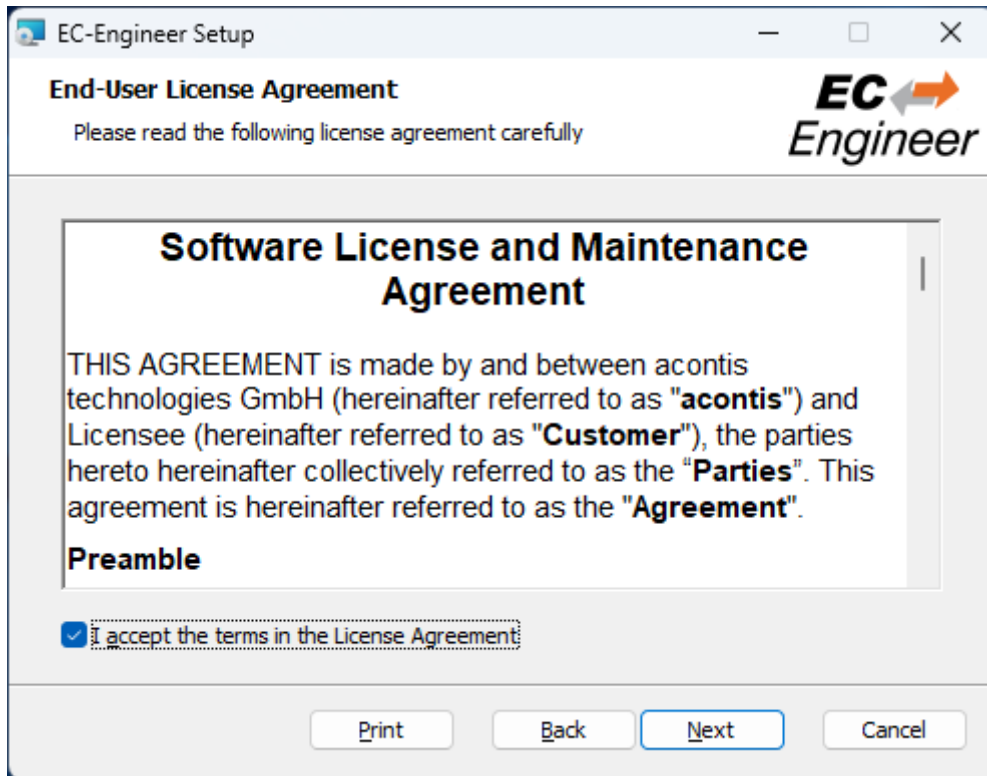 EC-Engineer Setup
End-User License Agreement
Please read the following license agreement carefully
EC
Engineer
Software License and Maintenance
Agreement
THIS AGREEMENT is made by and between acontis
technologies GmbH (hereinafter referred to as "acontis") and
Licensee (hereinafter referred to as "Customer"), the parties
hereto hereinafter collectively referred to as the “Parties”. This
agreement is hereinafter referred to as the "Agreement".
Preamble
I accept the terms in the License Agreement
Print Back Next Cancel